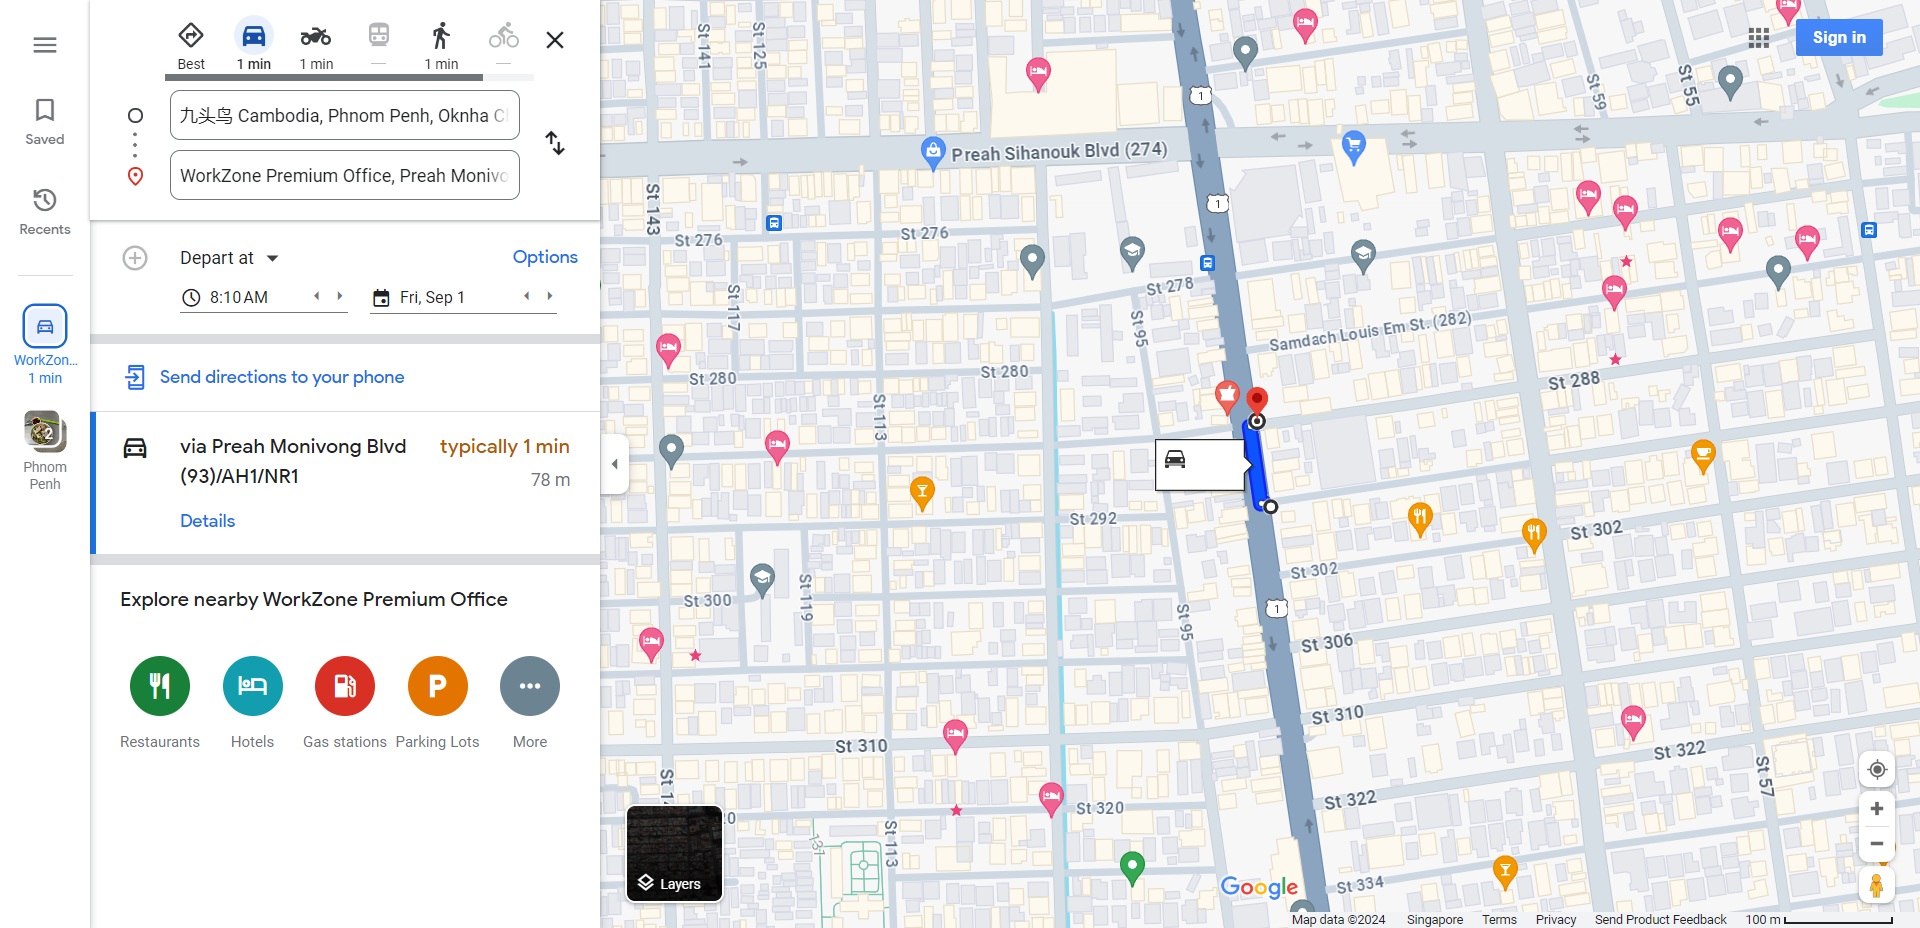 Saved
Recents
WorkZon...
1 min
Phnom
Penh
2
Best
1 min
1 min
—
1 min
—
九头鸟 Cambodia, Phnom Penh, Oknha C
WorkZone Premium Office, Preah Monivo
Depart at
Options
8:10 AM
Fri, Sep 1
Send directions to your phone
via Preah Monivong Blvd
(93)/AH1/NR1
typically 1 min
78 m
Details
Explore nearby WorkZone Premium Office
Restaurants
Hotels
Gas stations
P
Parking Lots
More
Layers
Sign in
St 141
St 125
St 59
St 55
1
Preah Sihanouk Blvd (274)
St 143
1
St 276
St 276
St 278
St 117
St 95
Samdach Louis Em St. (282)
St 280
St 280
St 288
St 113
St 292
St 302
St 302
St 119
St 300
1
St 95
St 306
St 310
St 310
St 322
St 57
St 1
St 322
St 320
20
St 113
131
St 334
Google
Map data ©2024
Singapore
Terms
Privacy
Send Product Feedback
100 m